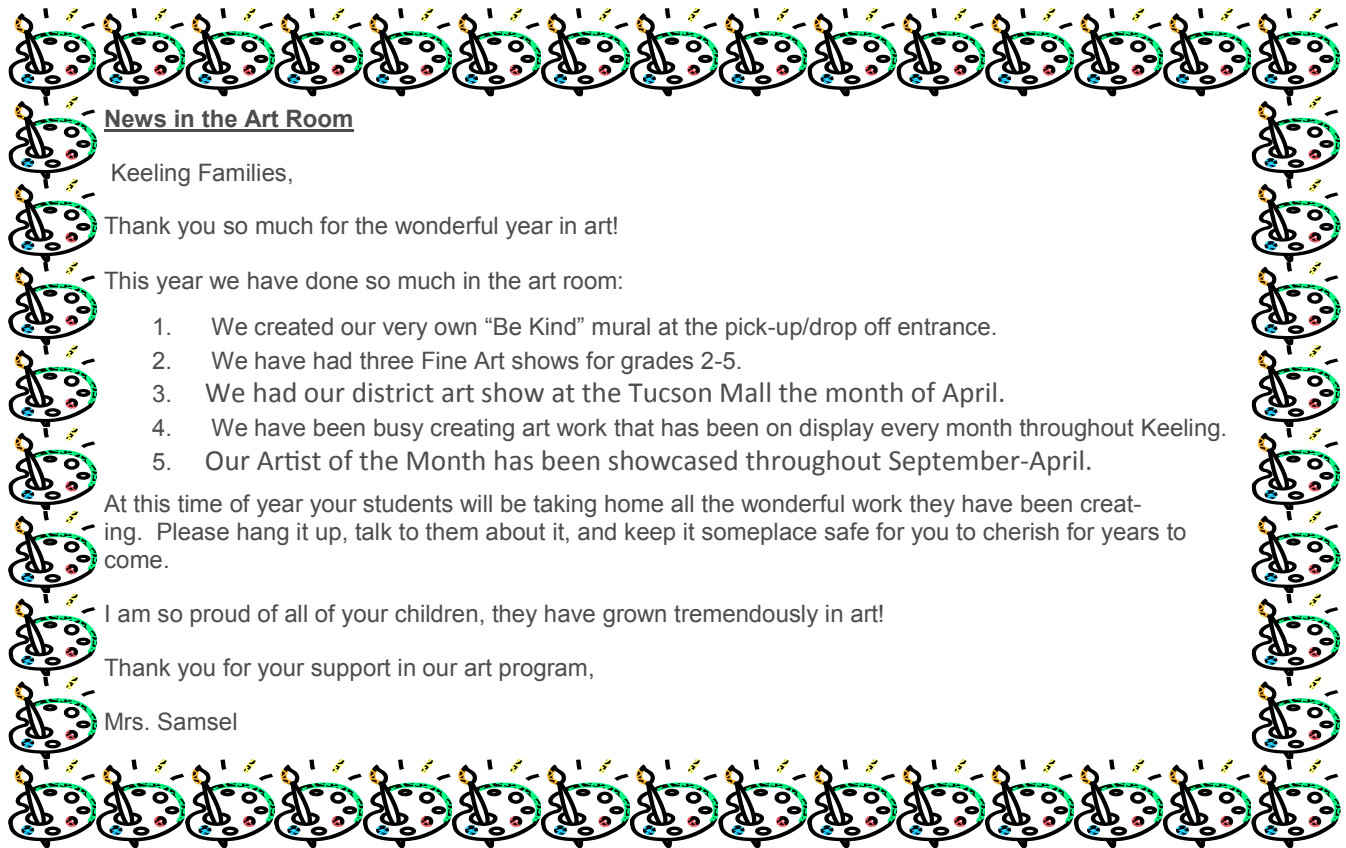 News in the Art Room
Keeling Families,
Thank you so much for the wonderful year in art!
This year we have done so much in the art room:
1. We created our very own “Be Kind” mural at the pick-up/drop off entrance.
2. We have had three Fine Art shows for grades 2-5.
3. We had our district art show at the Tucson Mall the month of April.
4. We have been busy creating art work that has been on display every month throughout Keeling.
5. Our Artist of the Month has been showcased throughout September-April.
At this time of year your students will be taking home all the wonderful work they have been creat-
ing.  Please hang it up, talk to them about it, and keep it someplace safe for you to cherish for years to
come.
I am so proud of all of your children, they have grown tremendously in art!
Thank you for your support in our art program,
Mrs. Samsel